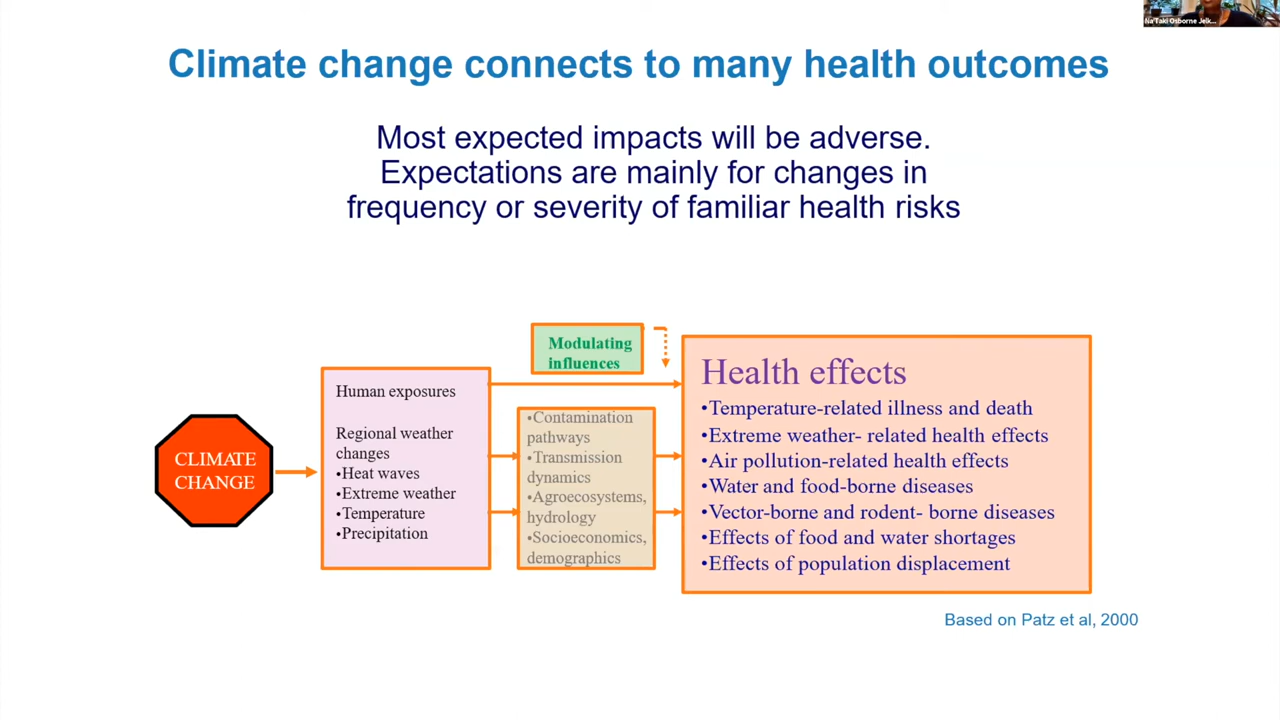 Na'Taki Osborne Jelk...
Climate change connects to many health outcomes
Most expected impacts will be adverse.
Expectations are mainly for changes in
frequency or severity of familiar health risks
CLIMATE
CHANGE
Human exposures
Regional weather
changes
•Heat waves
•Extreme weather
•Temperature
•Precipitation
Modulating
influences
•Contamination
pathways
•Transmission
dynamics
•Agroecosystems,
hydrology
•Socioeconomics,
demographics
Health effects
•Temperature-related illness and death
•Extreme weather- related health effects
•Air pollution-related health effects
•Water and food-borne diseases
•Vector-borne and rodent- borne diseases
•Effects of food and water shortages
•Effects of population displacement
Based on Patz et al, 2000